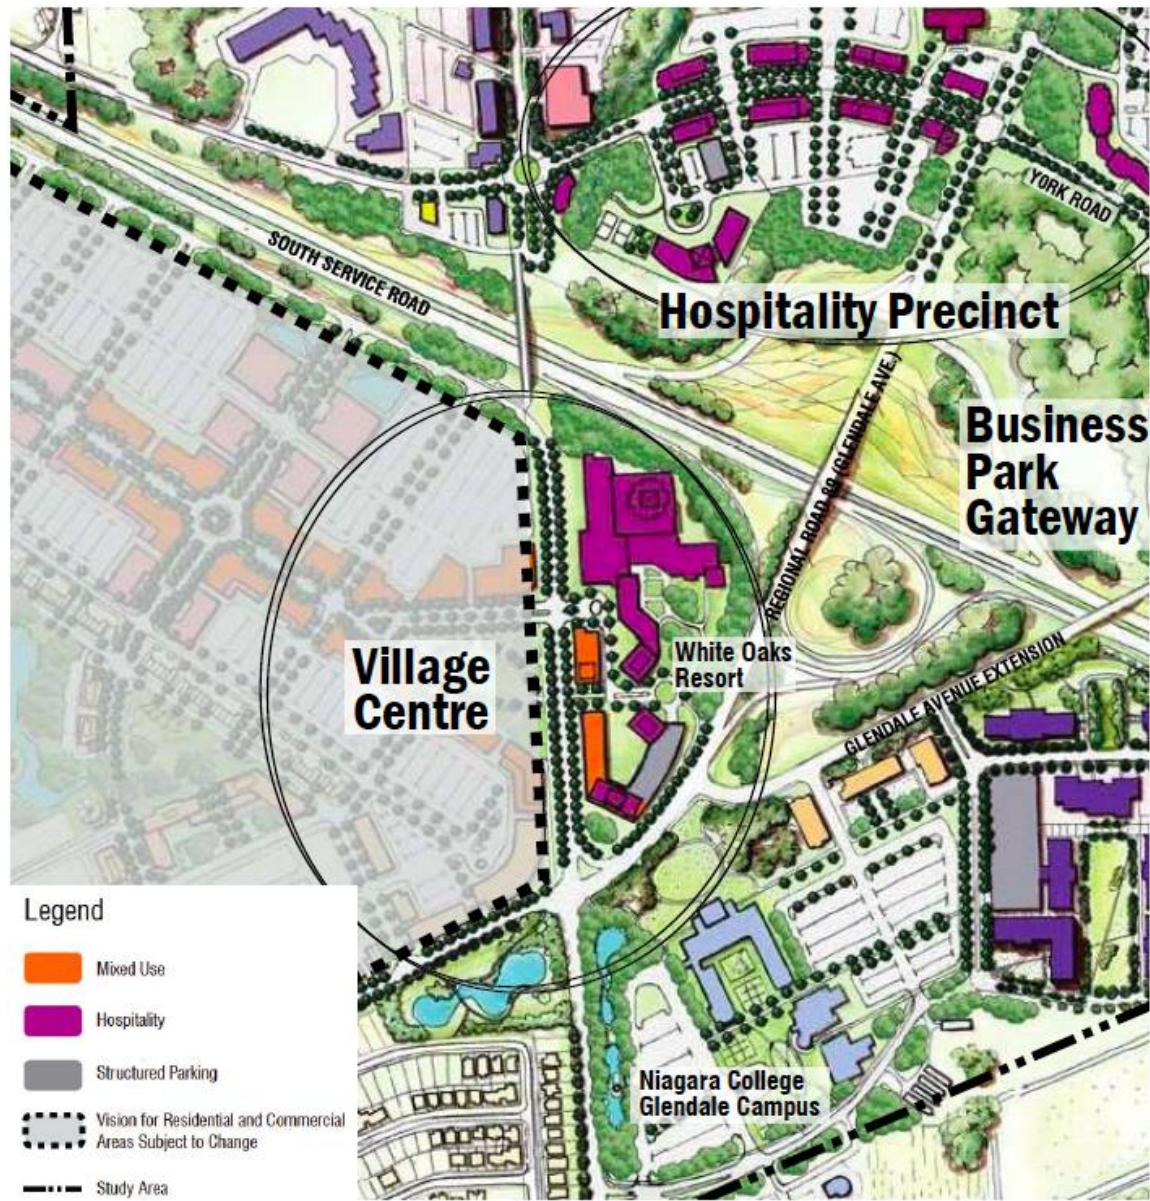 YORK ROAD
SOUTH SERVICE ROAD
Hospitality Precinct
REGIONAL ROAD 89 (GLENDALE AVE.)
Business
Park
Gateway
Village
Centre
White Oaks
Resort
GLENDALE AVENUE EXTENSION
Niagara College
Glendale Campus
Legend
Mixed Use
Hospitality
Structured Parking
Vision for Residential and Commercial
Areas Subject to Change
Study Area